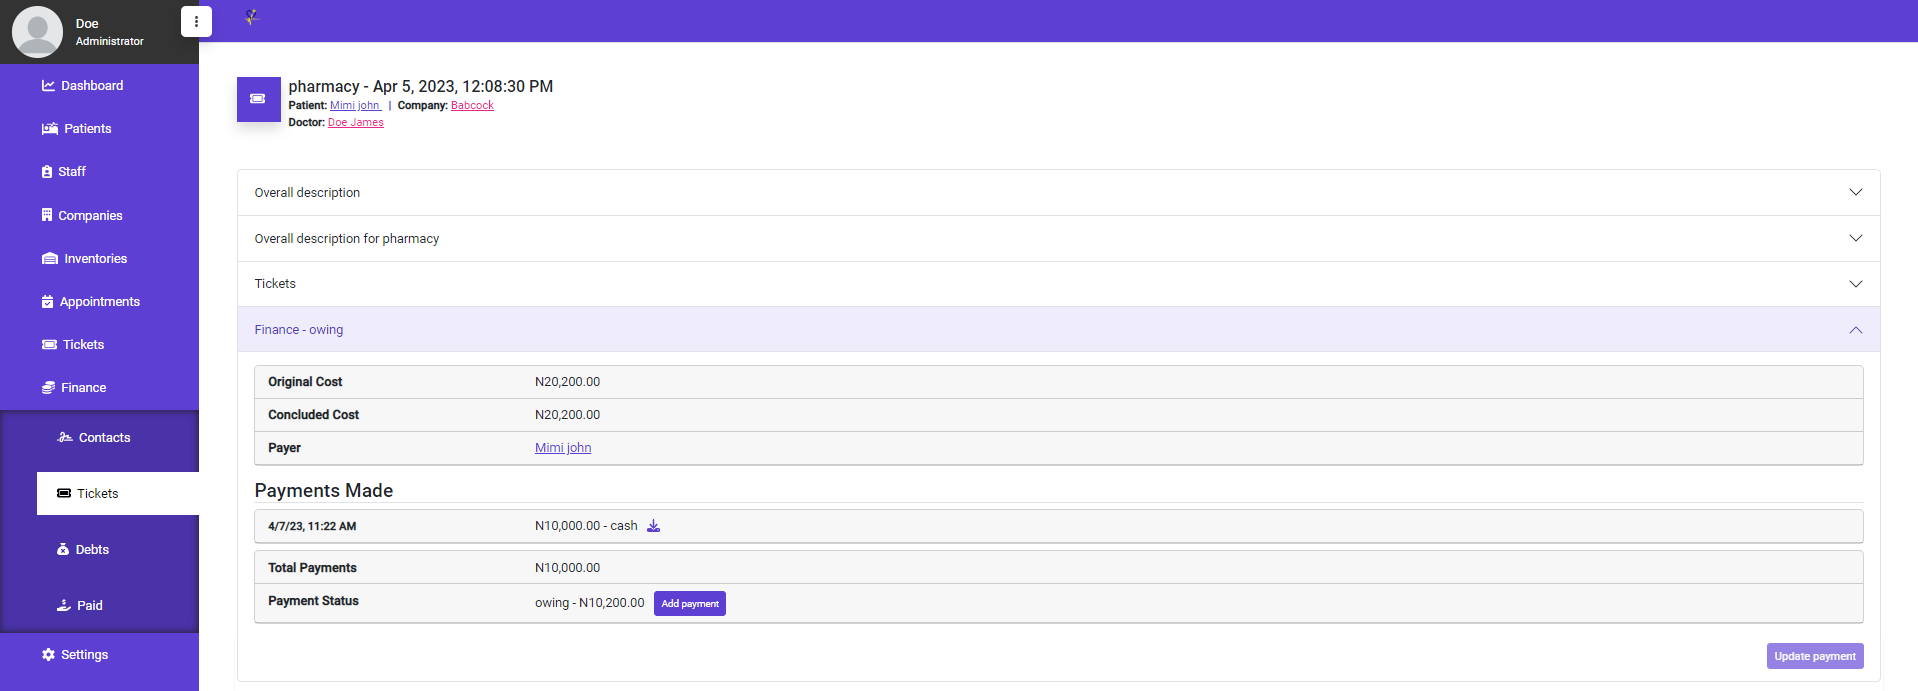 Doe
Administrator
Dashboard
Patients
Staff
Companies
Inventories
Appointments
Tickets
Finance
Contacts
Tickets
Debts
Paid
Settings
pharmacy - Apr 5, 2023, 12:08:30 PM
Patient: Mimi john | Company: Babcock
Doctor: Doe James
Overall description
Overall description for pharmacy
Tickets
Finance - owing
Original Cost N20,200.00
Concluded Cost N20,200.00
Payer Mimi john
Payments Made
4/7/23, 11:22 AM N10,000.00 - cash
Total Payments N10,000.00
Payment Status owing - N10,200.00 Add payment
Update payment